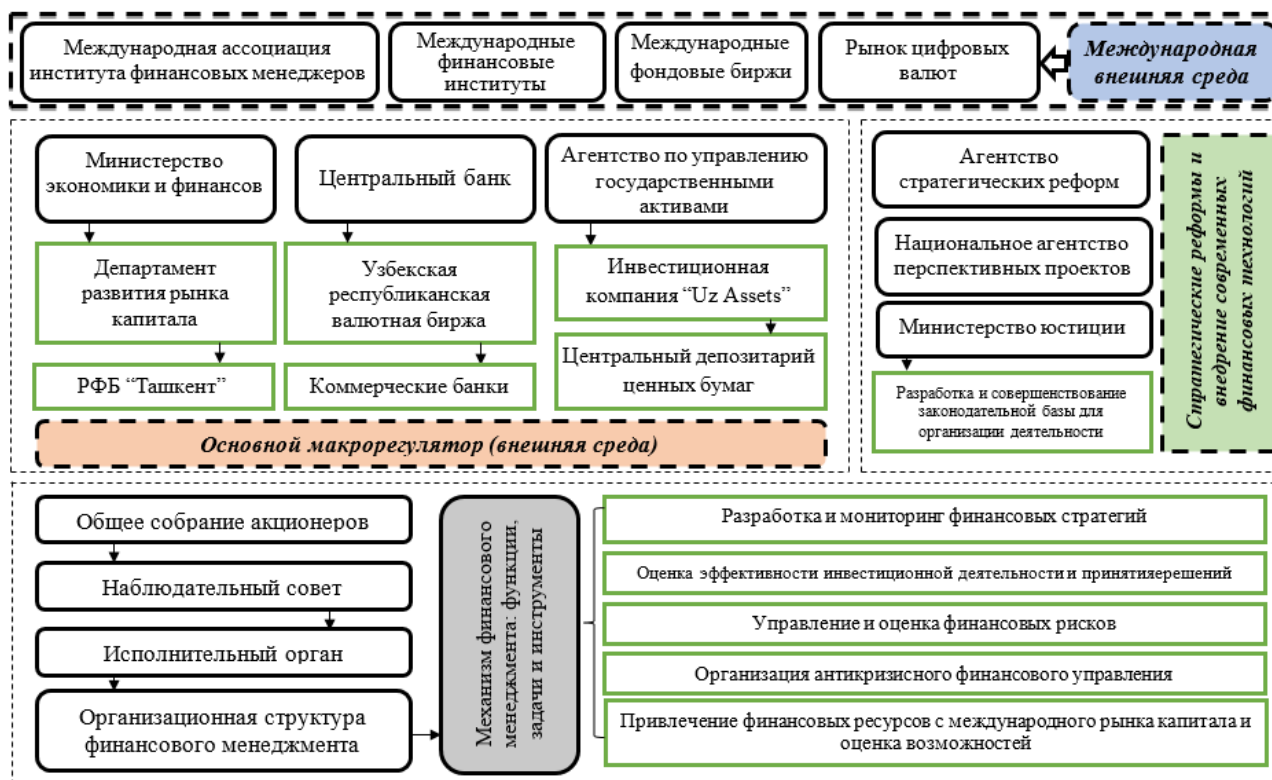 Международная ассоциация
института финансовых менеджеров
Международные
финансовые
институты
Международные
фондовые биржи
Рынок цифровых
валют
Международная
внешняя среда
Министерство
экономики и финансов
Центральный банк
Агентство по управлению
государственными
активами
Департамент
развития рынка
капитала
Узбекская
республиканская
валютная биржа
Инвестиционная
компания “Uz Assets”
РФБ “Ташкент”
Коммерческие банки
Центральный депозитарий
ценных бумаг
Основной макрорегулятор (внешняя среда)
Агентство
стратегических реформ
Национальное агентство
перспективных проектов
Министерство юстиции
Разработка и совершенствование
законодательной базы для
организации деятельности
Стратегические реформы и
внедрение современных
финансовых технологий
Общее собрание акционеров
Наблюдательный совет
Исполнительный орган
Организационная структура
финансового менеджмента
Механизм финансового
менеджмента: функции,
задачи и инструменты
Разработка и мониторинг финансовых стратегий
Оценка эффективности инвестиционной деятельности и принятияерешений
Управление и оценка финансовых рисков
Организация антикризисного финансового управления
Привлечение финансовых ресурсов с международного рынка капитала и
оценка возможностей